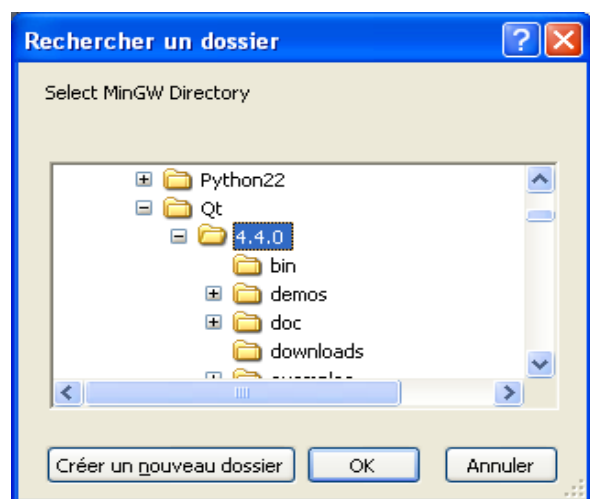 Rechercher un dossier
Select MinGW Directory
Python22
Qt
4.4.0
bin
demos
doc
downloads
Créer un nouveau dossier OK Annuler